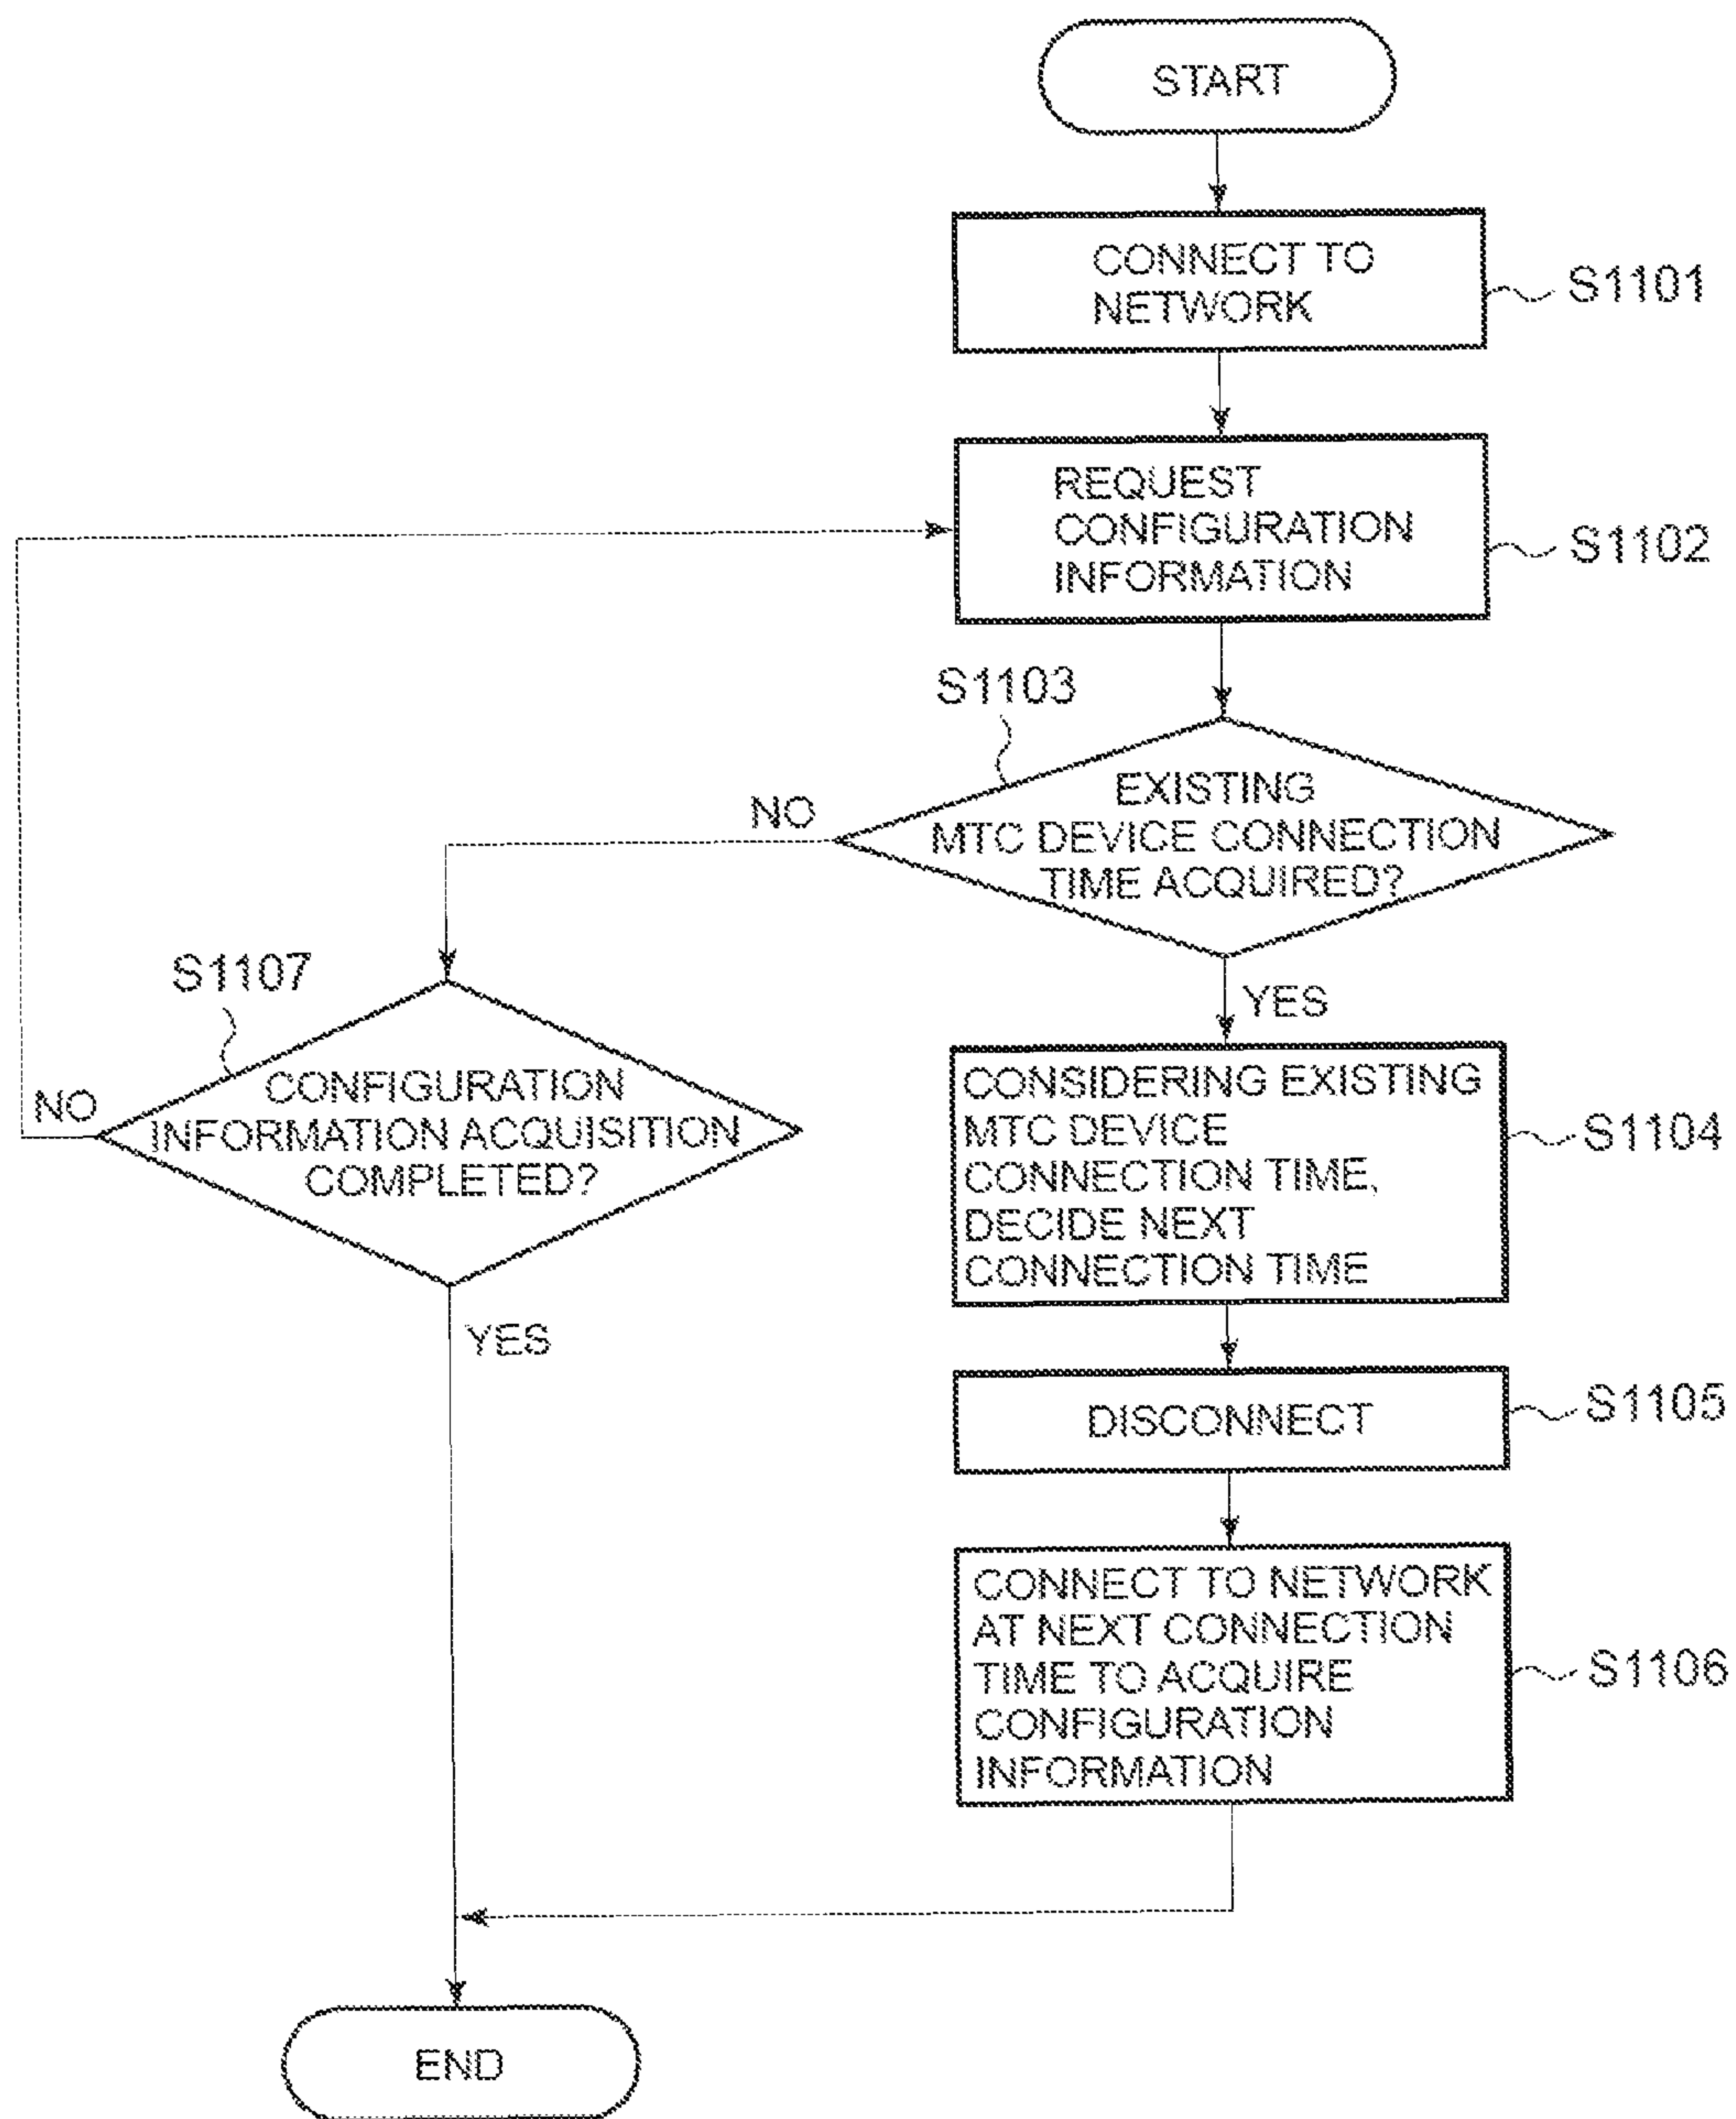 START
CONNECT TO
NETWORK
S1101
REQUEST
CONFIGURATION
INFORMATION
S1102
S1103
EXISTING
MTC DEVICE CONNECTION
TIME ACQUIRED?
NO
YES
S1107
CONFIGURATION
INFORMATION ACQUISITION
COMPLETED?
NO
YES
CONSIDERING EXISTING
MTC DEVICE
CONNECTION TIME,
DECIDE NEXT
CONNECTION TIME
S1104
DISCONNECT
S1105
CONNECT TO NETWORK
AT NEXT CONNECTION
TIME TO ACQUIRE
CONFIGURATION
INFORMATION
S1106
END